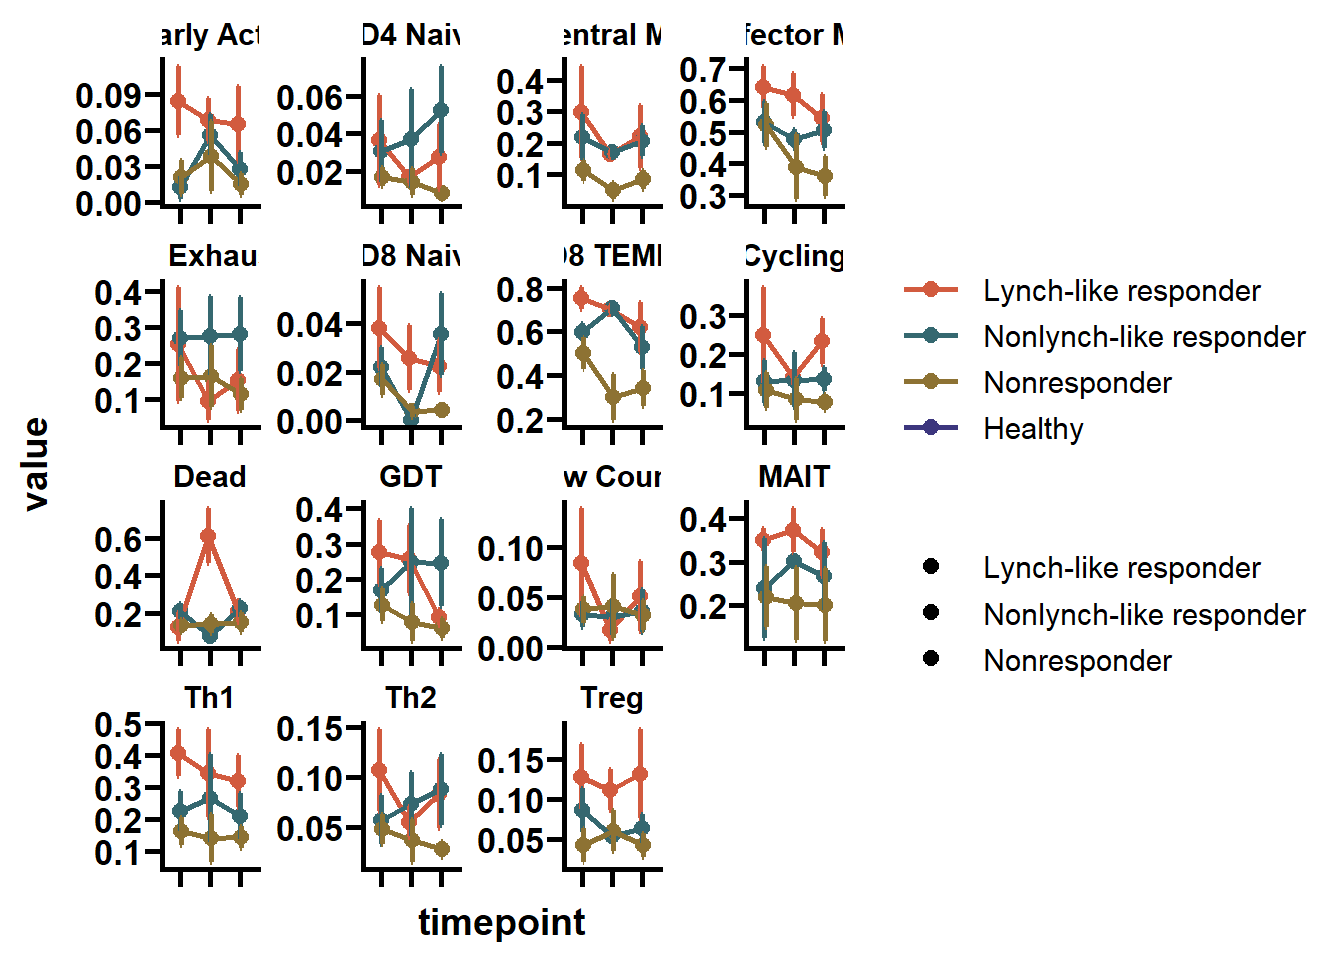 arly Act D4 Naiv entral M fector M
0.09 0.06 0.4 0.7
0.06 0.04 0.3 0.6
0.03 0.02 0.2 0.5
0.00 0.1 0.4
0.3
Exhau D8 Naiv 08 TEM Cycling
0.4 0.04 0.8 0.3
0.3 0.02 0.6 0.2
0.2 0.00 0.4 0.1
0.1 0.2
Lynch-like responder
Nonlynch-like responder
Nonresponder
Healthy
value
Dead GDT w Cour MAIT
0.6 0.4 0.10 0.4
0.4 0.3 0.05 0.3
0.2 0.2 0.00 0.2
0.1
Lynch-like responder
Nonlynch-like responder
Nonresponder
Th1 Th2 Treg
0.5 0.15 0.15
0.4 0.10 0.10
0.3 0.05 0.05
0.2
0.1
timepoint